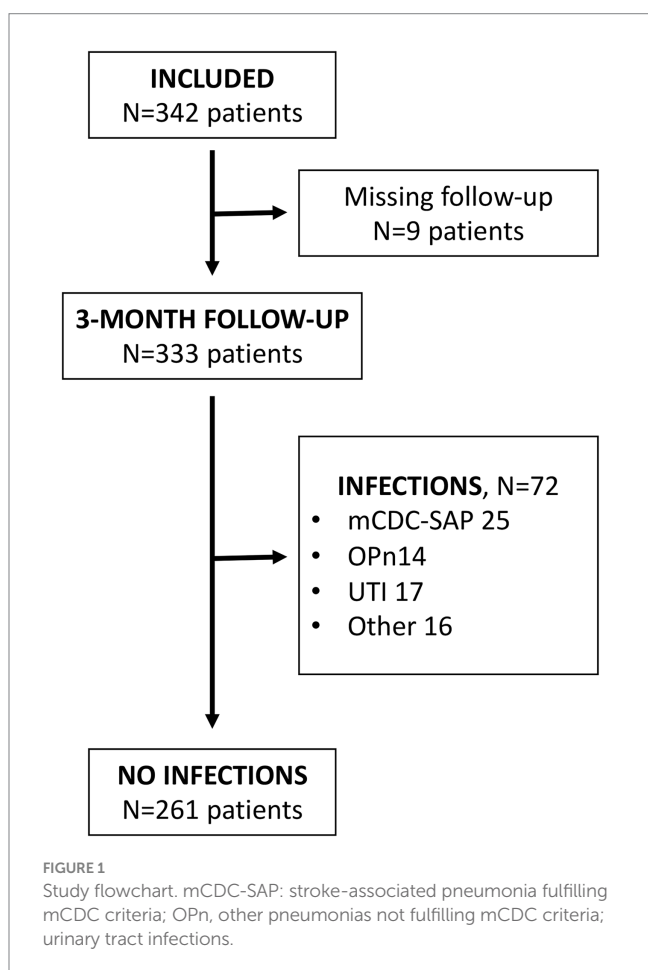 INCLUDED
N=342 patients
Missing follow-up
N=9 patients
3-MONTH FOLLOW-UP
N=333 patients
INFECTIONS, N=72
• mCDC-SAP 25
• OPn14
• UTI 17
• Other 16
NO INFECTIONS
N=261 patients
FIGURE 1
Study flowchart. mCDC-SAP: stroke-associated pneumonia fulfilling
mCDC criteria; OPn, other pneumonias not fulfilling mCDC criteria;
urinary tract infections.